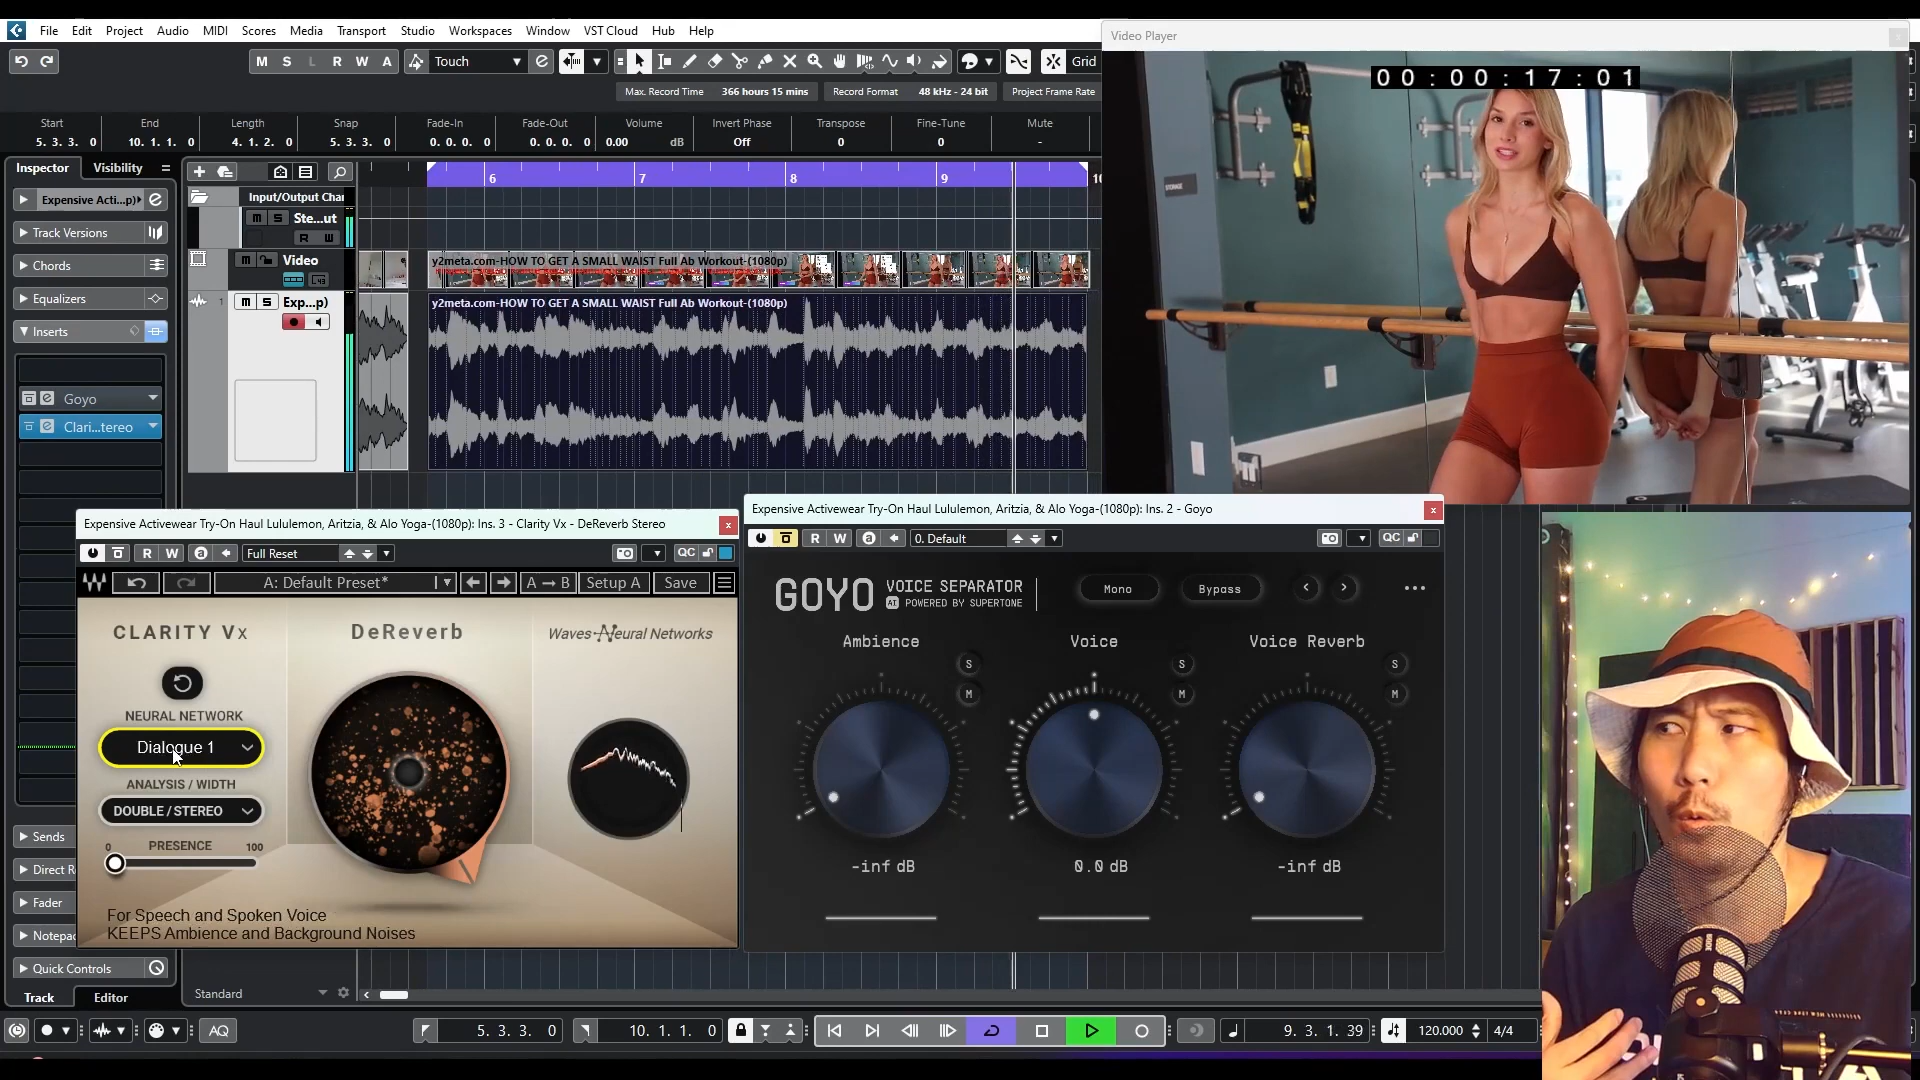 File Edit Project Audio MIDI Scores Media Transport Studio Workspaces Window VST Cloud Hub Help
Video Player
M S L R W A Touch Grid
00:00:17:01
Max. Record Time 366 hours 15 mins Record Format 48 kHz - 24 bit Project Frame Rate
Start End Length Snap Fade-In Fade-Out Volume Invert Phase Transpose Fine-Tune Mute
5. 3. 3. 0 10. 1. 1. 0 4. 1. 2. 0 5. 3. 3. 0 0. 0. 0. 0 0. 0. 0. 0 0.00 dB Off 0 0 -
Inspector Visibility
6 7 8 9 10
Expensive Acti...p)
Input/Output Char
m S Ste...ut
R W
Track Versions
Chords
m Video
y2meta.com-HOW TO GET A SMALL WAIST Full Ab Workout-(1080p)
Equalizers
1 m S Exp...p)
y2meta.com-HOW TO GET A SMALL WAIST Full Ab Workout-(1080p)
Inserts
Goyo
Clari...tereo
STORAGE
Expensive Activewear Try-On Haul Lululemon, Aritzia, & Alo Yoga-(1080p): Ins. 3 - Clarity Vx - DeReverb Stereo
R W a Full Reset QC
A: Default Preset* A → B Setup A Save
CLARITY Vx DeReverb Waves Neural Networks
NEURAL NETWORK
Dialogue 1
ANALYSIS / WIDTH
DOUBLE / STEREO
0 PRESENCE 100
For Speech and Spoken Voice
KEEPS Ambience and Background Noises
Expensive Activewear Try-On Haul Lululemon, Aritzia, & Alo Yoga-(1080p): Ins. 2 - Goyo
R W a 0. Default QC
GOYO VOICE SEPARATOR
AI POWERED BY SUPERTONE
Mono Bypass < > ...
Ambience Voice Voice Reverb
S S S
M M M
-inf dB 0.0 dB -inf dB
Sends
Direct R
Fader
Notepad
Quick Controls
Track Editor
Standard
AQ 5. 3. 3. 0 10. 1. 1. 0 9. 3. 1. 39 120.000 4/4